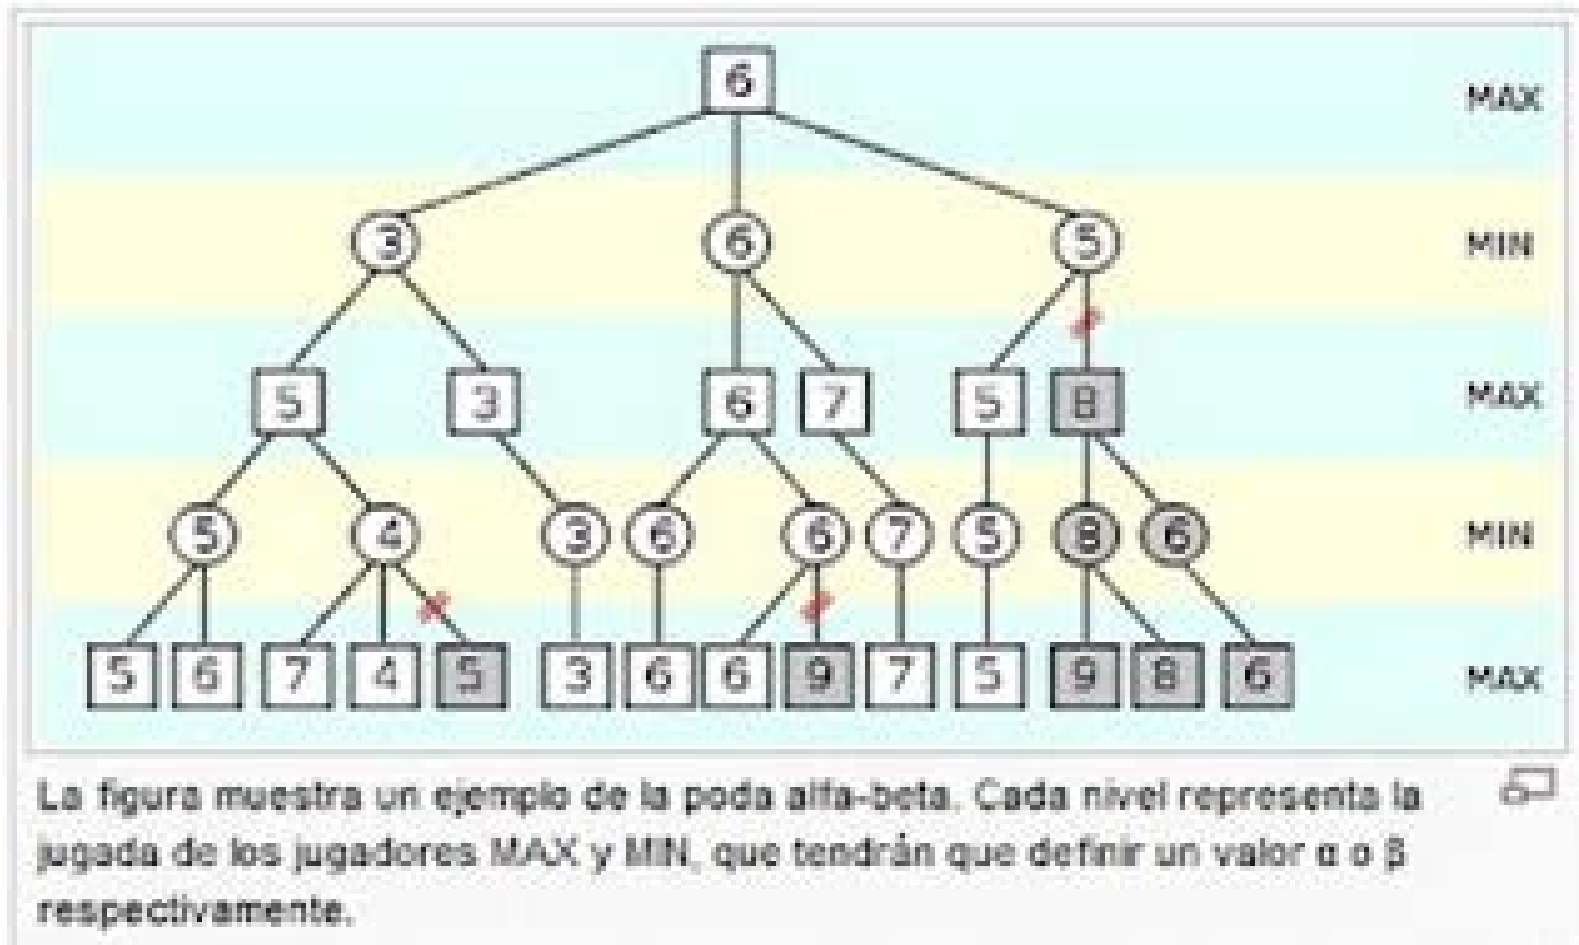 6 MAX
3 6 5 MIN
5 3 6 7 5 8 MAX
5 4 3 6 6 7 5 8 6 MIN
5 6 7 4 5 3 6 6 9 7 5 9 8 6 MAX
La figura muestra un ejemplo de la poda alfa-beta. Cada nivel representa la
jugada de los jugadores MAX y MIN, que tendrán que definir un valor α o β
respectivamente.